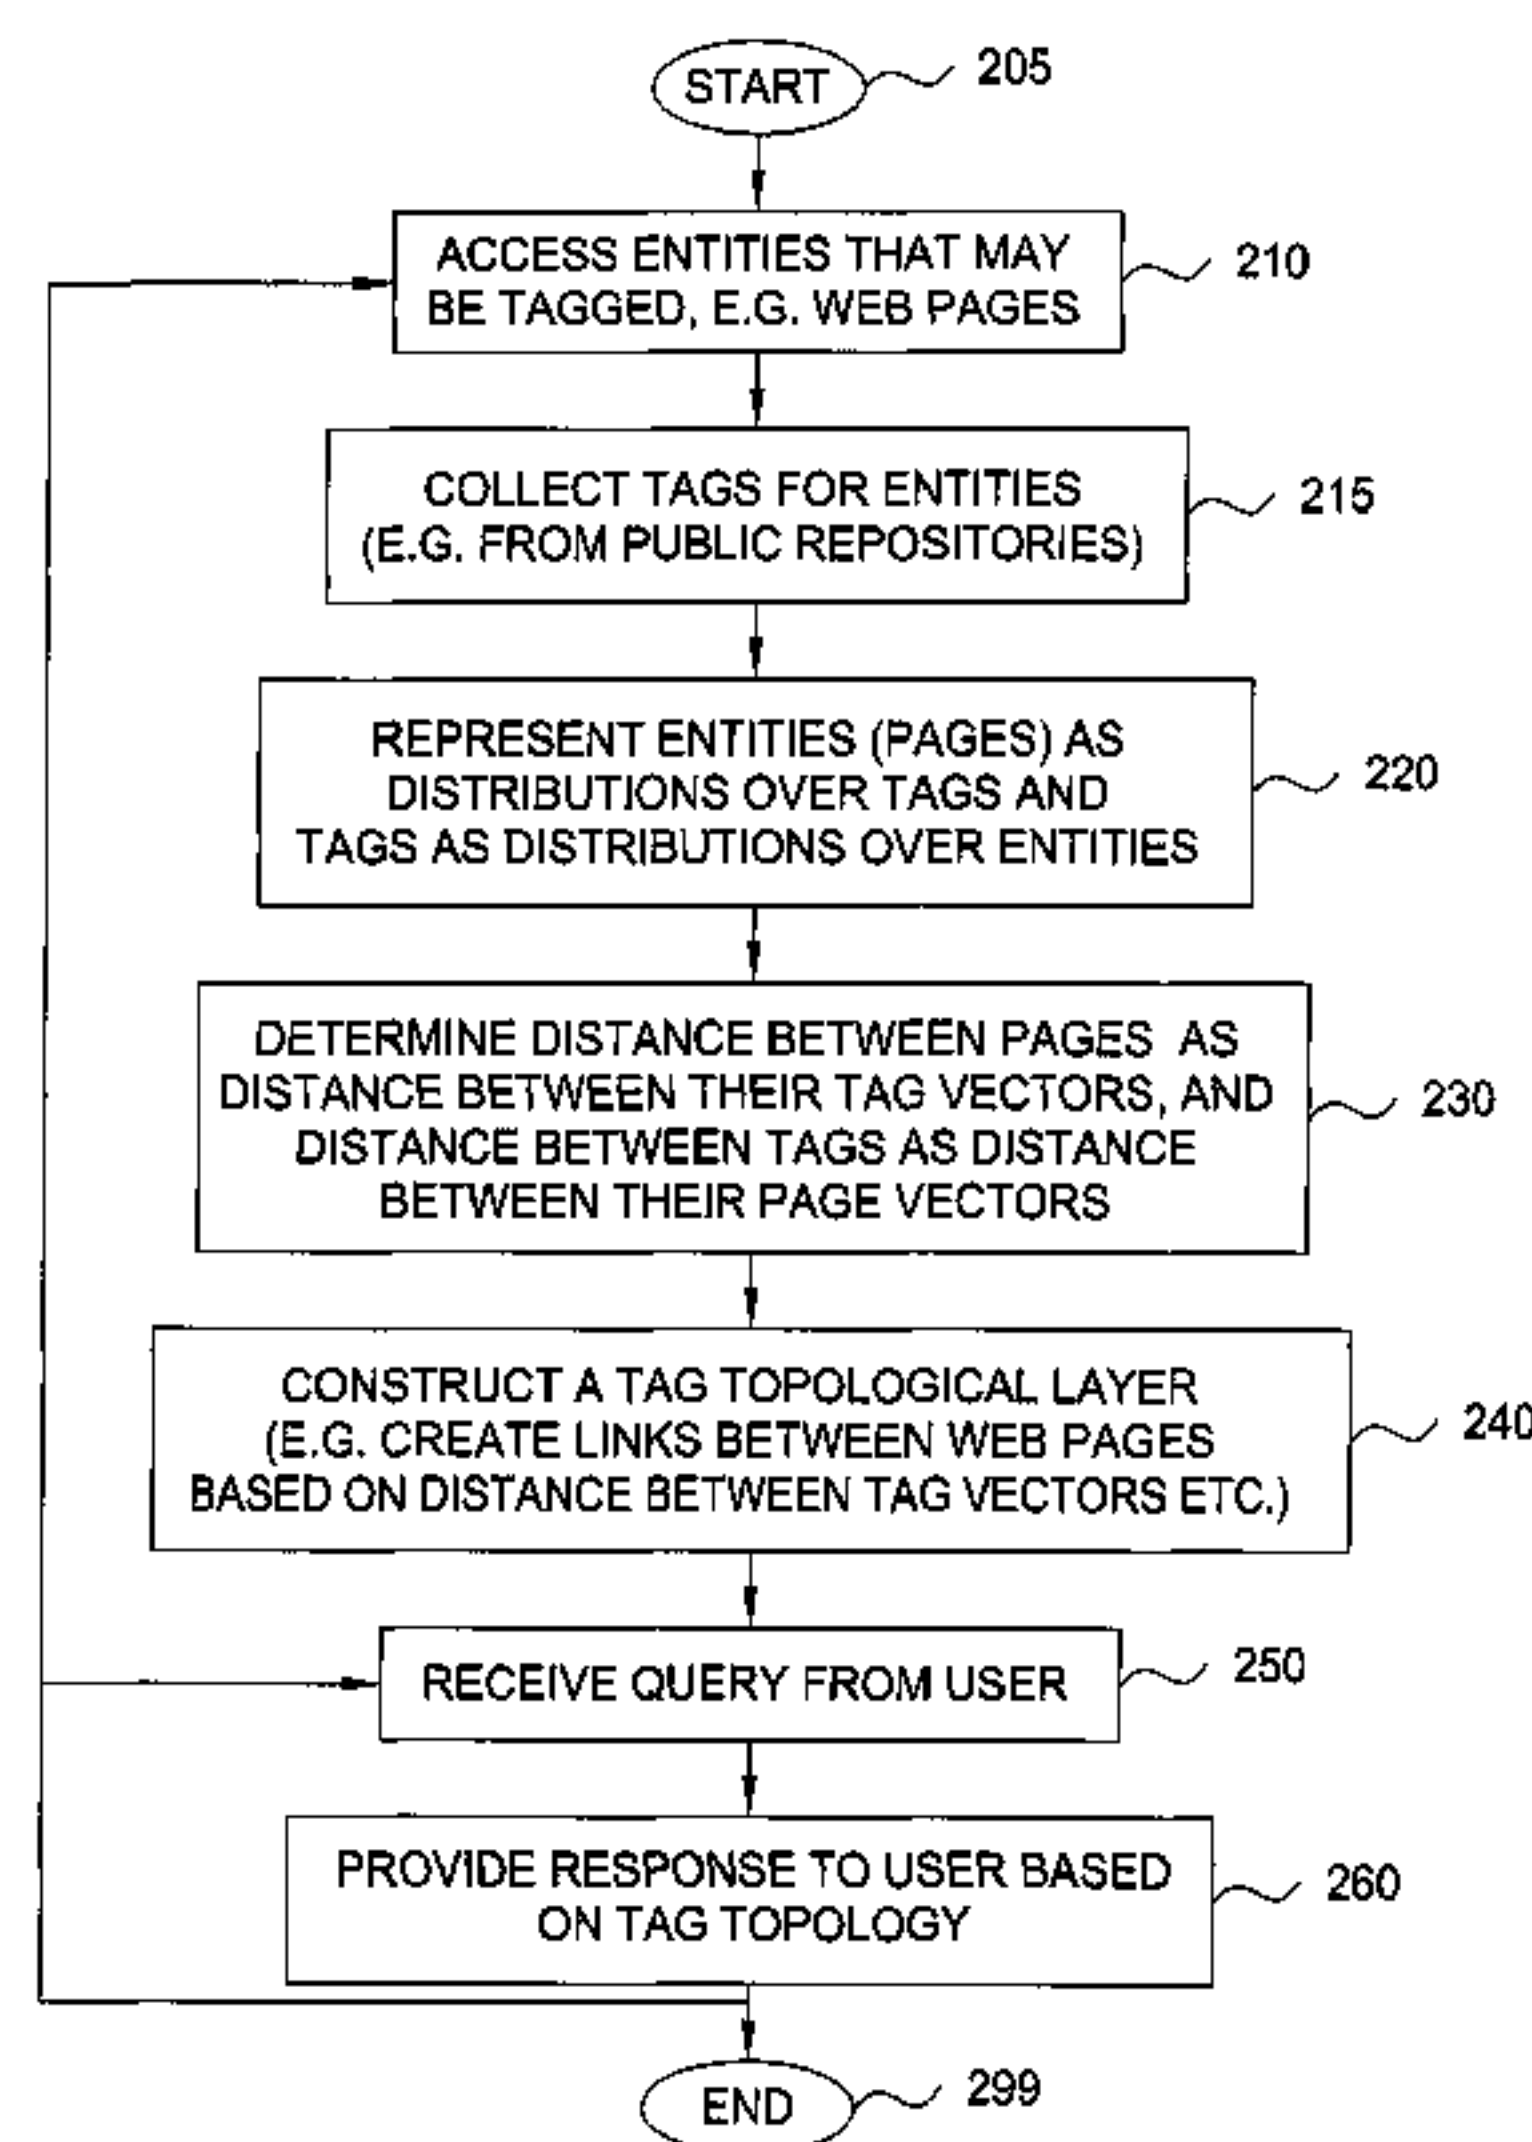 START
205
ACCESS ENTITIES THAT MAY
BE TAGGED, E.G. WEB PAGES
210
COLLECT TAGS FOR ENTITIES
(E.G. FROM PUBLIC REPOSITORIES)
215
REPRESENT ENTITIES (PAGES) AS
DISTRIBUTIONS OVER TAGS AND
TAGS AS DISTRIBUTIONS OVER ENTITIES
220
DETERMINE DISTANCE BETWEEN PAGES AS
DISTANCE BETWEEN THEIR TAG VECTORS, AND
DISTANCE BETWEEN TAGS AS DISTANCE
BETWEEN THEIR PAGE VECTORS
230
CONSTRUCT A TAG TOPOLOGICAL LAYER
(E.G. CREATE LINKS BETWEEN WEB PAGES
BASED ON DISTANCE BETWEEN TAG VECTORS ETC.)
240
RECEIVE QUERY FROM USER
250
PROVIDE RESPONSE TO USER BASED
ON TAG TOPOLOGY
260
END
299